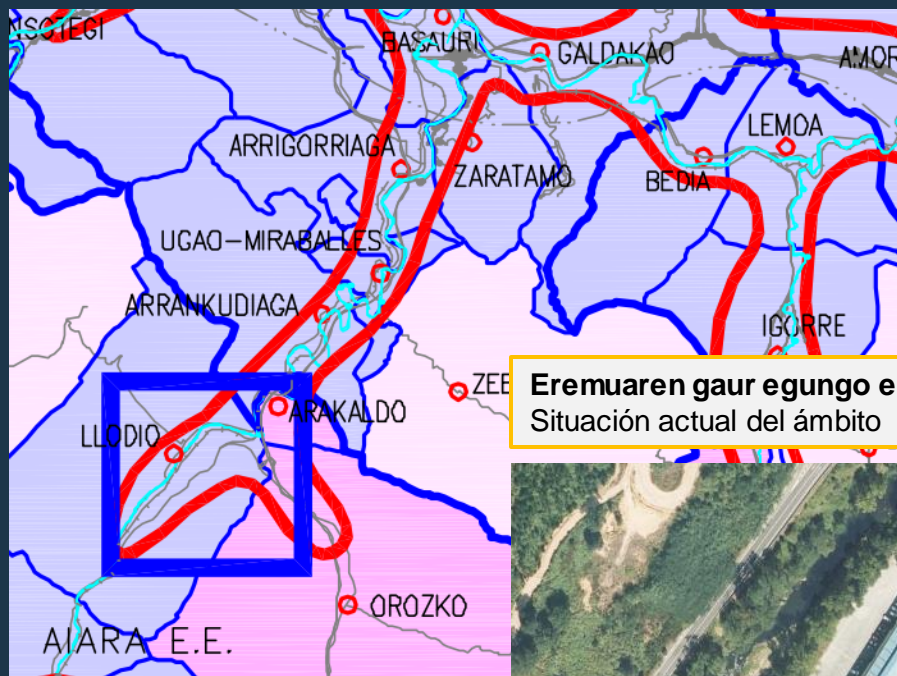 BASAURI
GALDAKAO
ARRIGORRIAGA
LEMOA
ZARATAMO
BEDIA
UGAO-MIRABALLES
ARRANKUDIAGA
IGORRE
ARAKALDO
LLODIO
Eremuaren gaur egungo
Situación actual del ámbito
OROZKO
AIARA E.E.